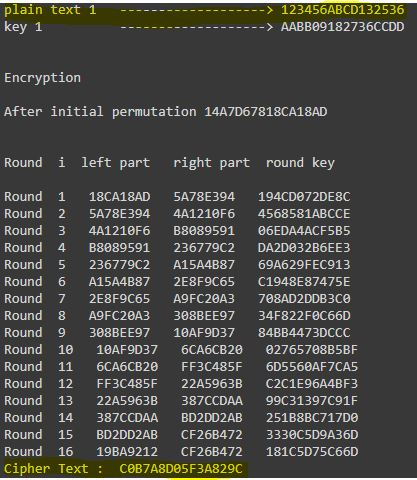 plain text 1 -------------------> 123456ABCD132536
key 1 -------------------> AABB09182736CCDD
Encryption
After initial permutation 14A7D67818CA18AD
Round i left part right part round key
Round 1 18CA18AD 5A78E394 194CD072DE8C
Round 2 5A78E394 4A1210F6 4568581ABCCE
Round 3 4A1210F6 B8089591 06EDA4ACF5B5
Round 4 B8089591 236779C2 DA2D032B6EE3
Round 5 236779C2 A15A4B87 69A629FEC913
Round 6 A15A4B87 2E8F9C65 C1948E87475E
Round 7 2E8F9C65 A9FC20A3 708AD2DDB3C0
Round 8 A9FC20A3 308BEE97 34F822F0C66D
Round 9 308BEE97 10AF9D37 84BB4473DCCC
Round 10 10AF9D37 6CA6CB20 02765708B5BF
Round 11 6CA6CB20 FF3C485F 6D5560AF7CA5
Round 12 FF3C485F 22A5963B C2C1E96A4BF3
Round 13 22A5963B 387CCDAA 99C31397C91F
Round 14 387CCDAA BD2DD2AB 251B8BC717D0
Round 15 BD2DD2AB CF26B472 3330C5D9A36D
Round 16 19BA9212 CF26B472 181C5D75C66D
Cipher Text : C0B7A8D05F3A829C